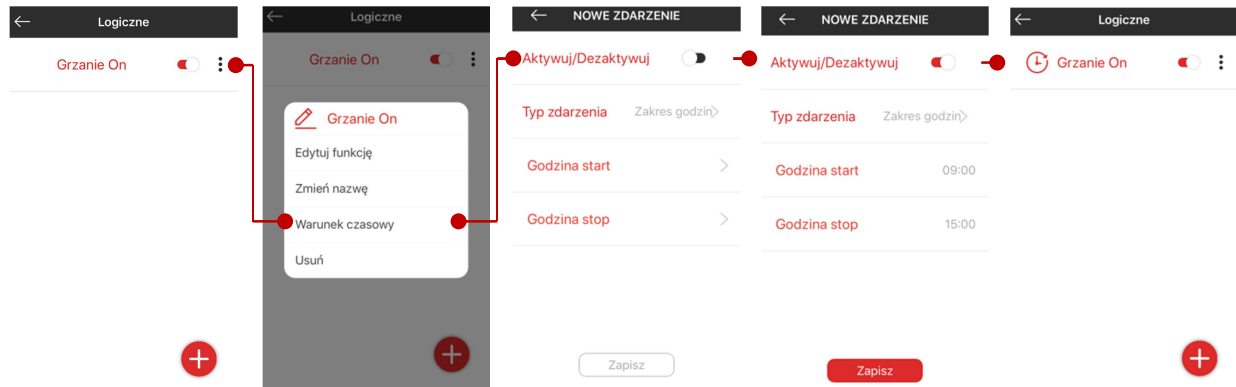 Logiczne
Grzanie On
Logiczne
Grzanie On
Grzanie On
Edytuj funkcję
Zmień nazwę
Warunek czasowy
Usuń
NOWE ZDARZENIE
Aktywuj/Dezaktywuj
Typ zdarzenia Zakres godzin
Godzina start
Godzina stop
Zapisz
NOWE ZDARZENIE
Aktywuj/Dezaktywuj
Typ zdarzenia Zakres godzin
Godzina start 09:00
Godzina stop 15:00
Zapisz
Logiczne
Grzanie On